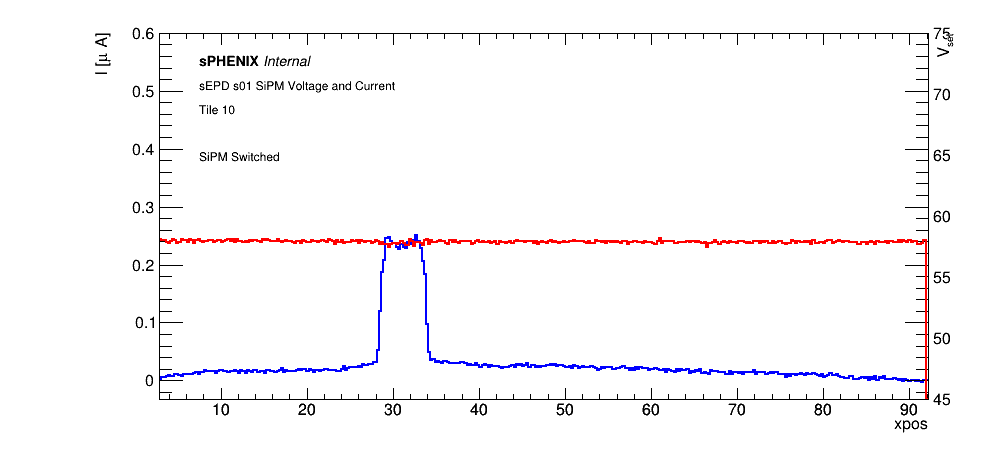 0.6
0.5
0.4
0.3
0.2
0.1
0
I [μ A]
sPHENIX Internal
sEPD s01 SiPM Voltage and Current
Tile 10
SiPM Switched
75
70
65
60
55
50
45
Vset
10 20 30 40 50 60 70 80 90
xpos